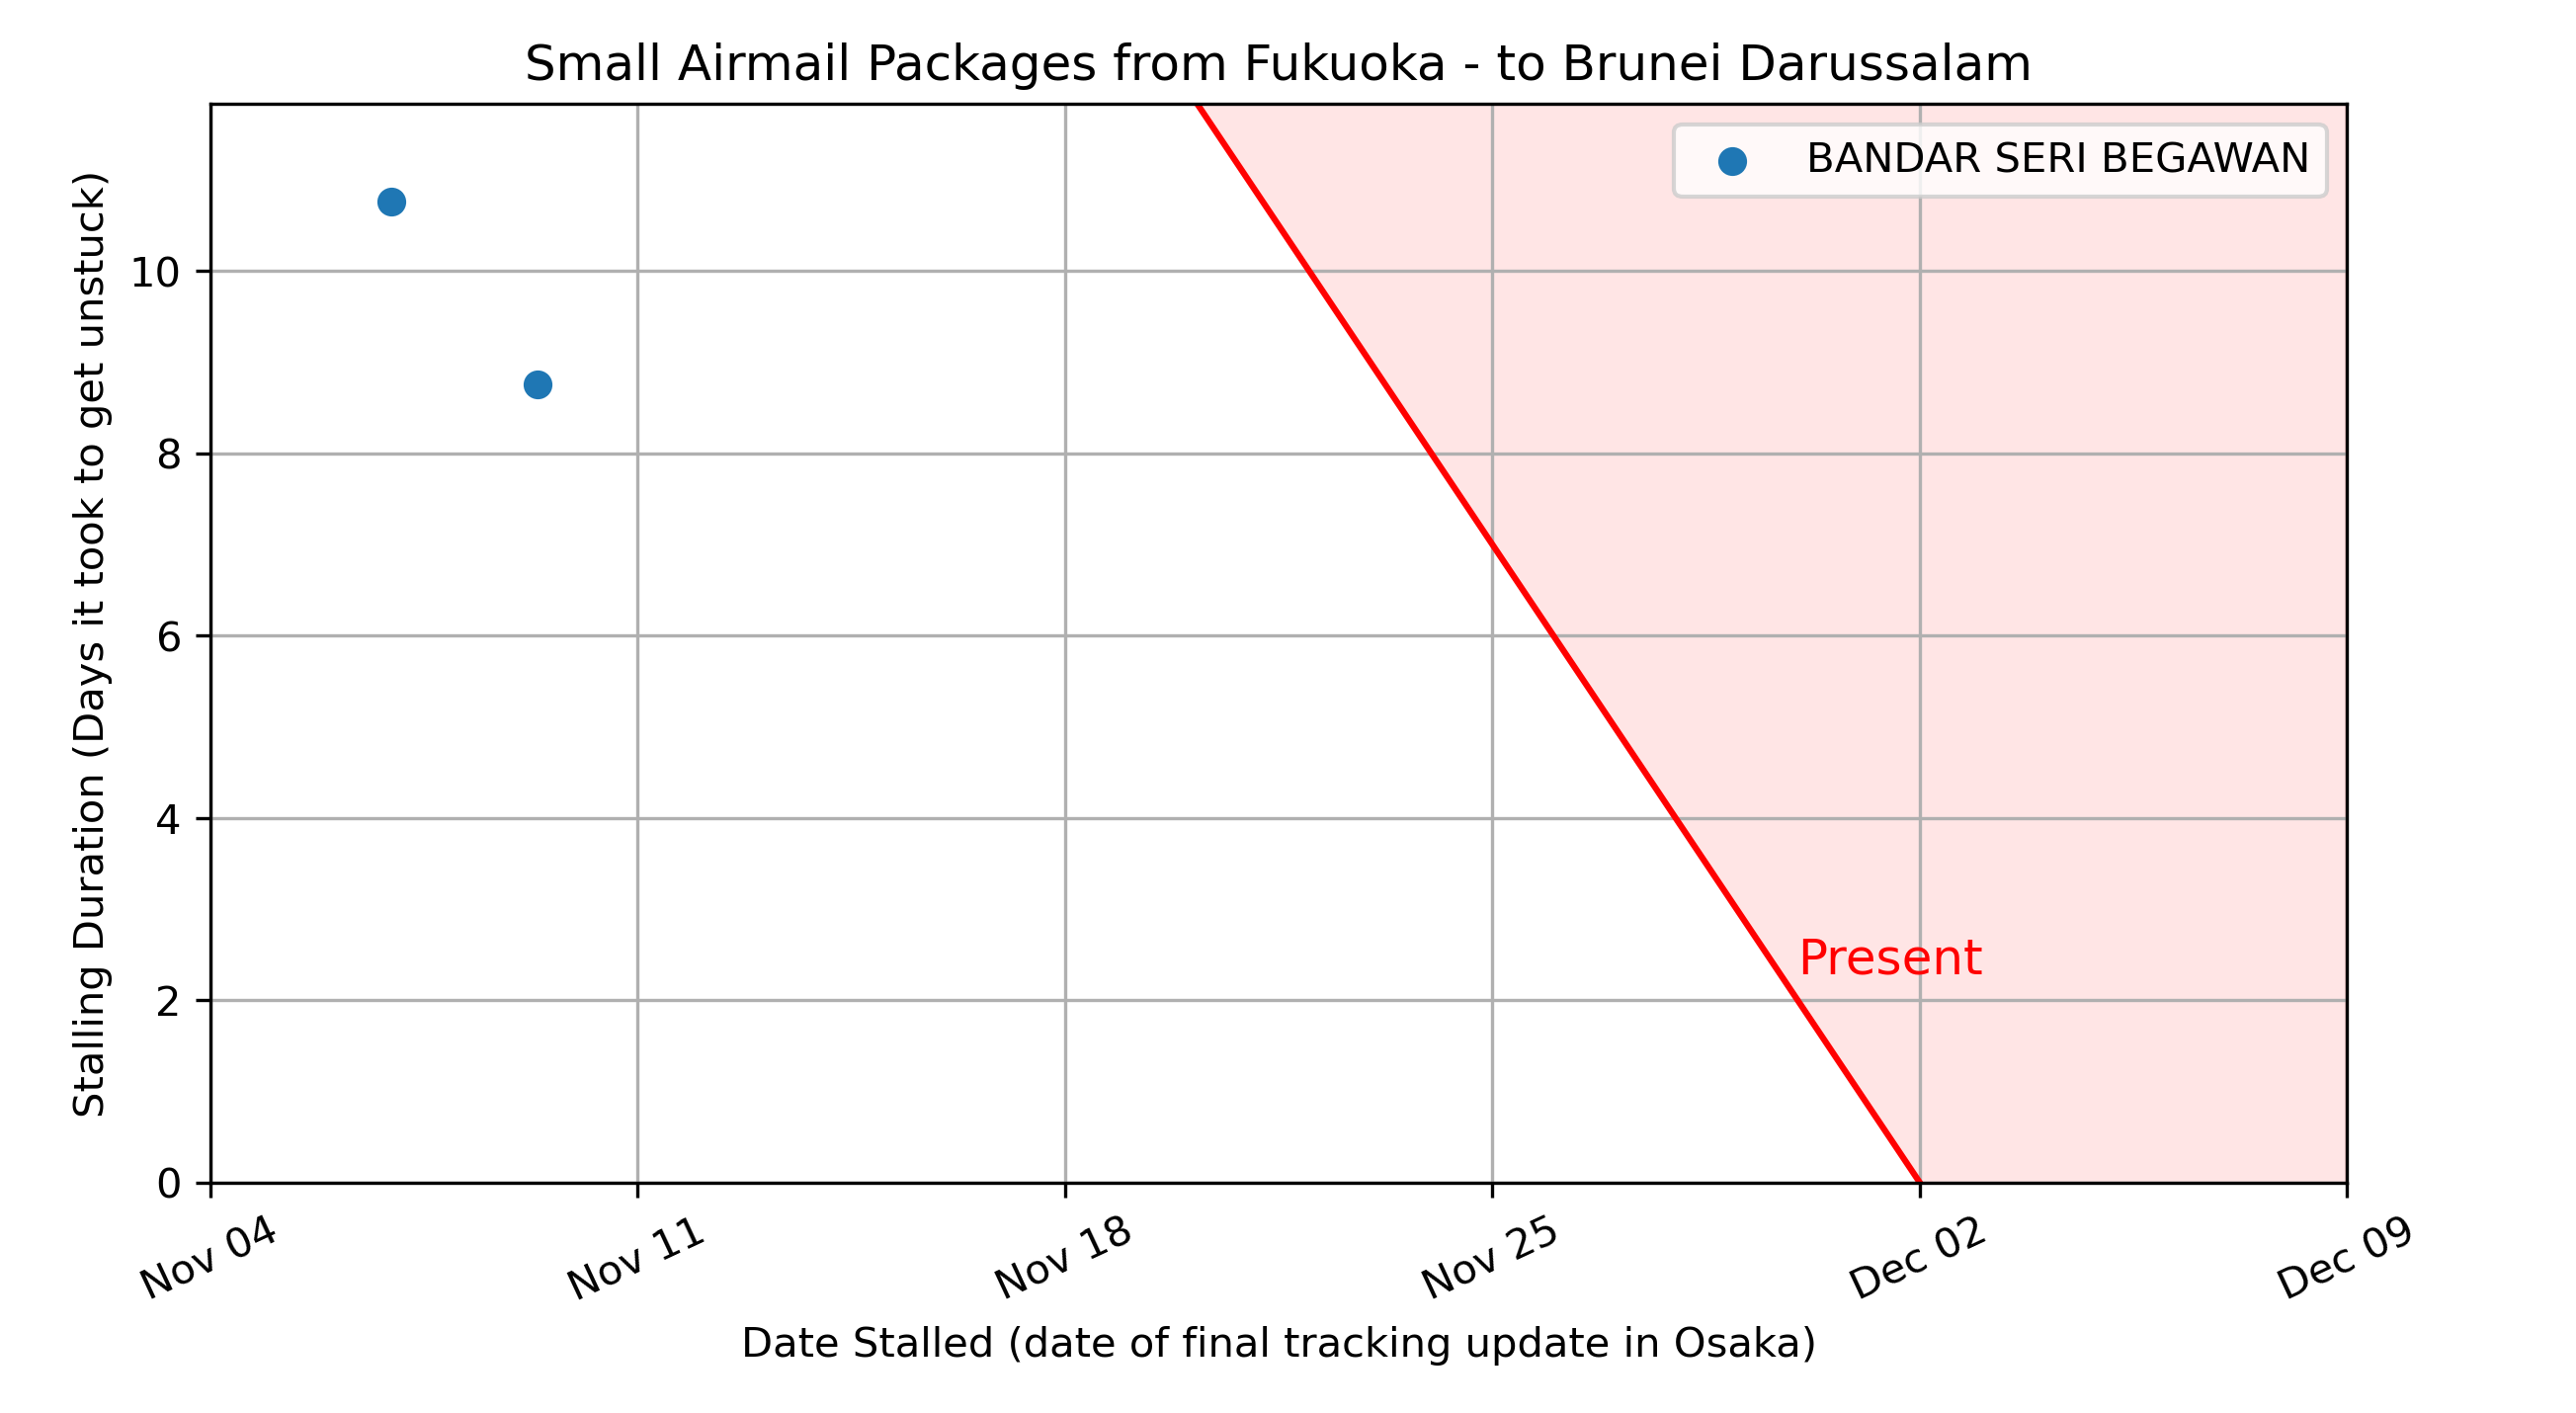 Small Airmail Packages from Fukuoka - to Brunei Darussalam
BANDAR SERI BEGAWAN
Stalling Duration (Days it took to get unstuck)
10
8
6
4
2
0
Present
Nov 04
Nov 11
Nov 18
Nov 25
Dec 02
Dec 09
Date Stalled (date of final tracking update in Osaka)